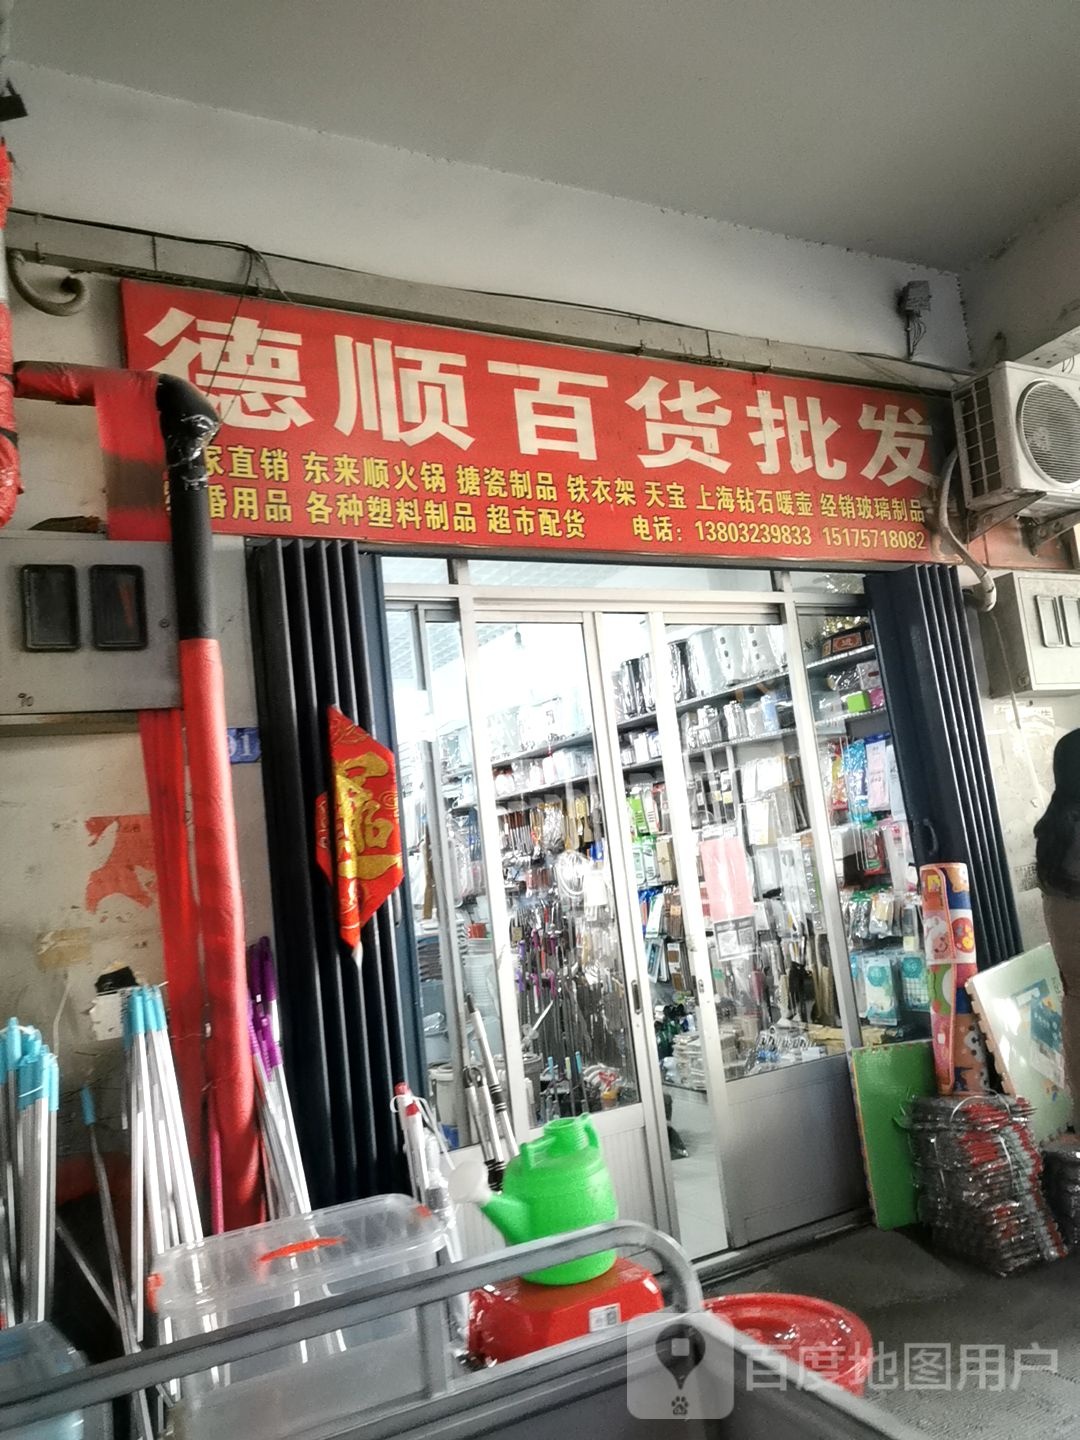 德顺百货批发
家直销 东来顺火锅 搪瓷制品 铁衣架 天宝 上海钻石暖壶 经销玻璃制品
婚用品 各种塑料制品 超市配货 电话：13803239833 15175718082
百度地图用户